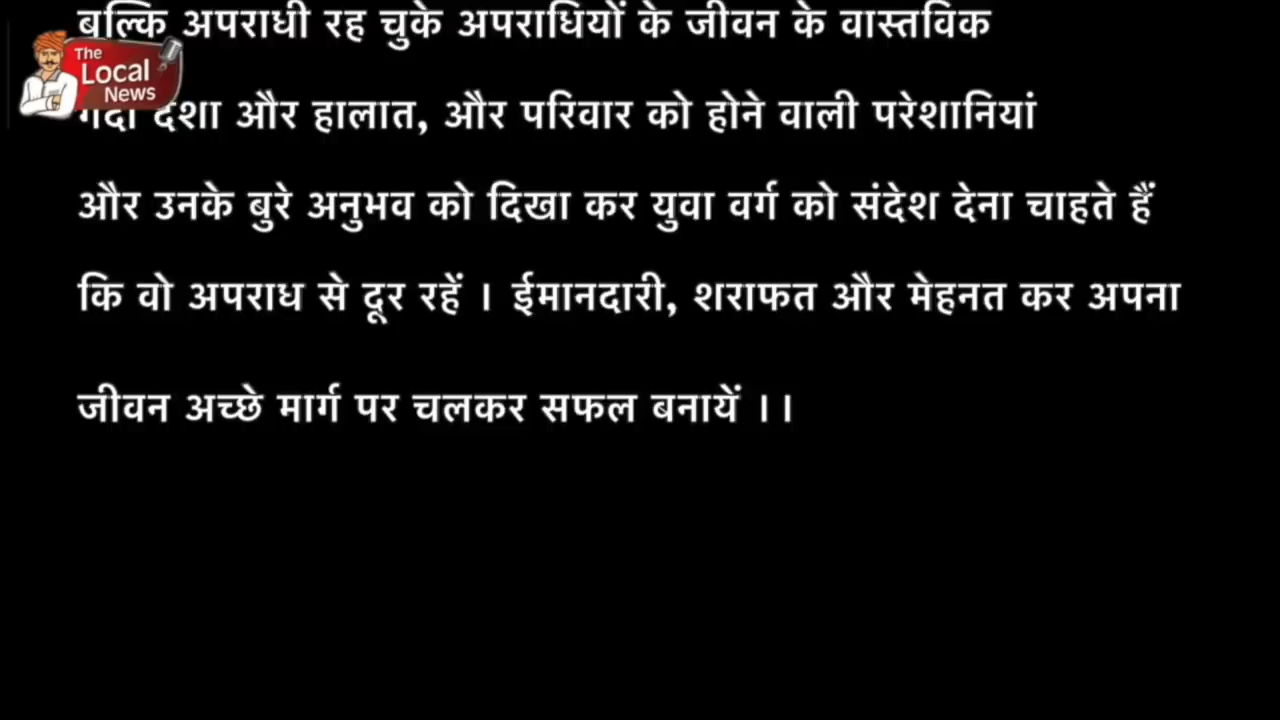 बल्कि अपराधी रह चुके अपराधियों के जीवन के वास्तविक
The
Local
News
दशा और हालात, और परिवार को होने वाली परेशानियां
और उनके बुरे अनुभव को दिखा कर युवा वर्ग को संदेश देना चाहते हैं
कि वो अपराध से दूर रहें । ईमानदारी, शराफत और मेहनत कर अपना
जीवन अच्छे मार्ग पर चलकर सफल बनायें ।।